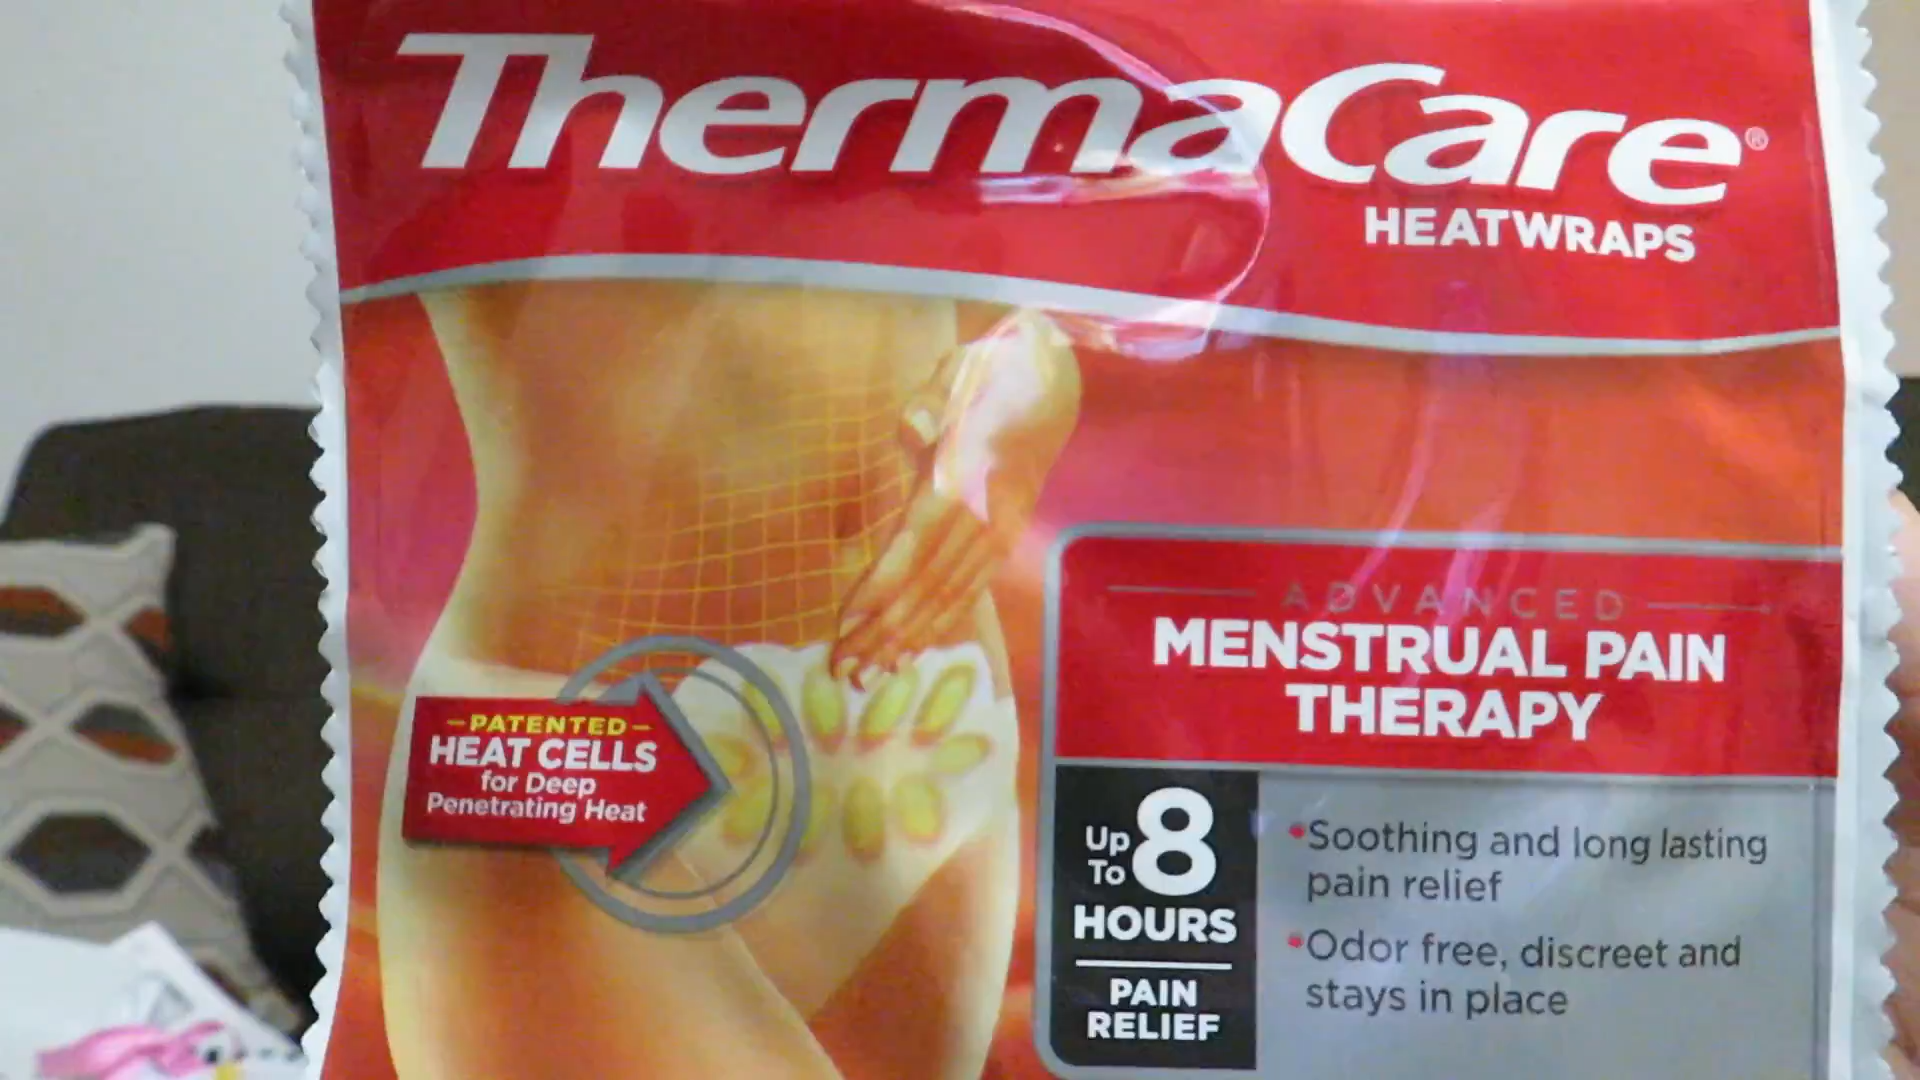 ThermaCare®
HEATWRAPS
ADVANCED
MENSTRUAL PAIN
THERAPY
PATENTED
HEAT CELLS
for Deep
Penetrating Heat
Up To 8
HOURS
PAIN
RELIEF
•Soothing and long lasting
pain relief
•Odor free, discreet and
stays in place